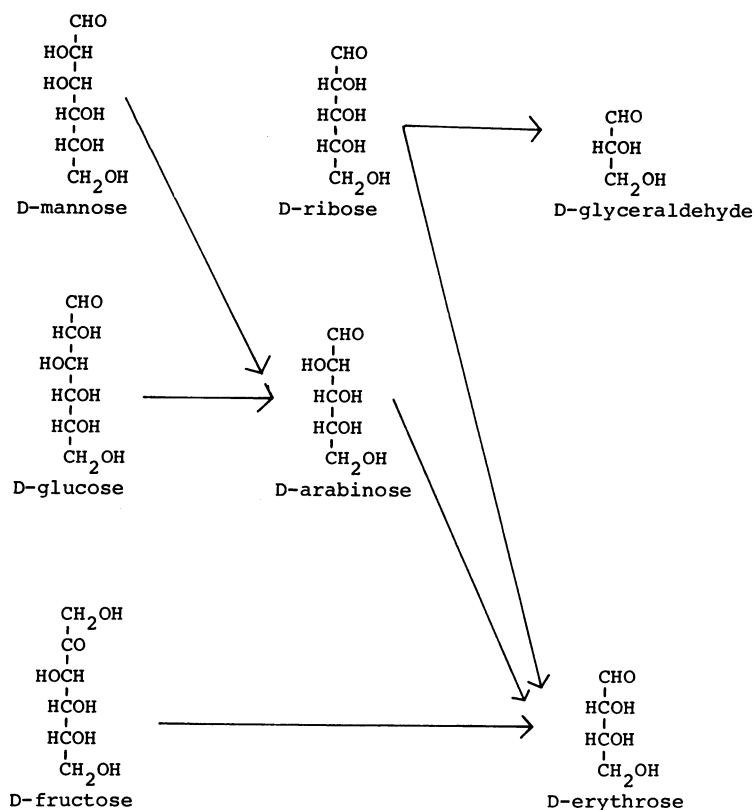 CHO
HOCH
HOCH
HCOH
HCOH
CH2OH
D-mannose
CHO
HCOH
HCOH
HCOH
CH2OH
D-ribose
CHO
HCOH
CH2OH
D-glyceraldehyde
CHO
HCOH
HOCH
HCOH
HCOH
CH2OH
D-glucose
CHO
HOCH
HCOH
HCOH
CH2OH
D-arabinose
CH2OH
CO
HOCH
HCOH
HCOH
CH2OH
D-fructose
CHO
HCOH
HCOH
CH2OH
D-erythrose